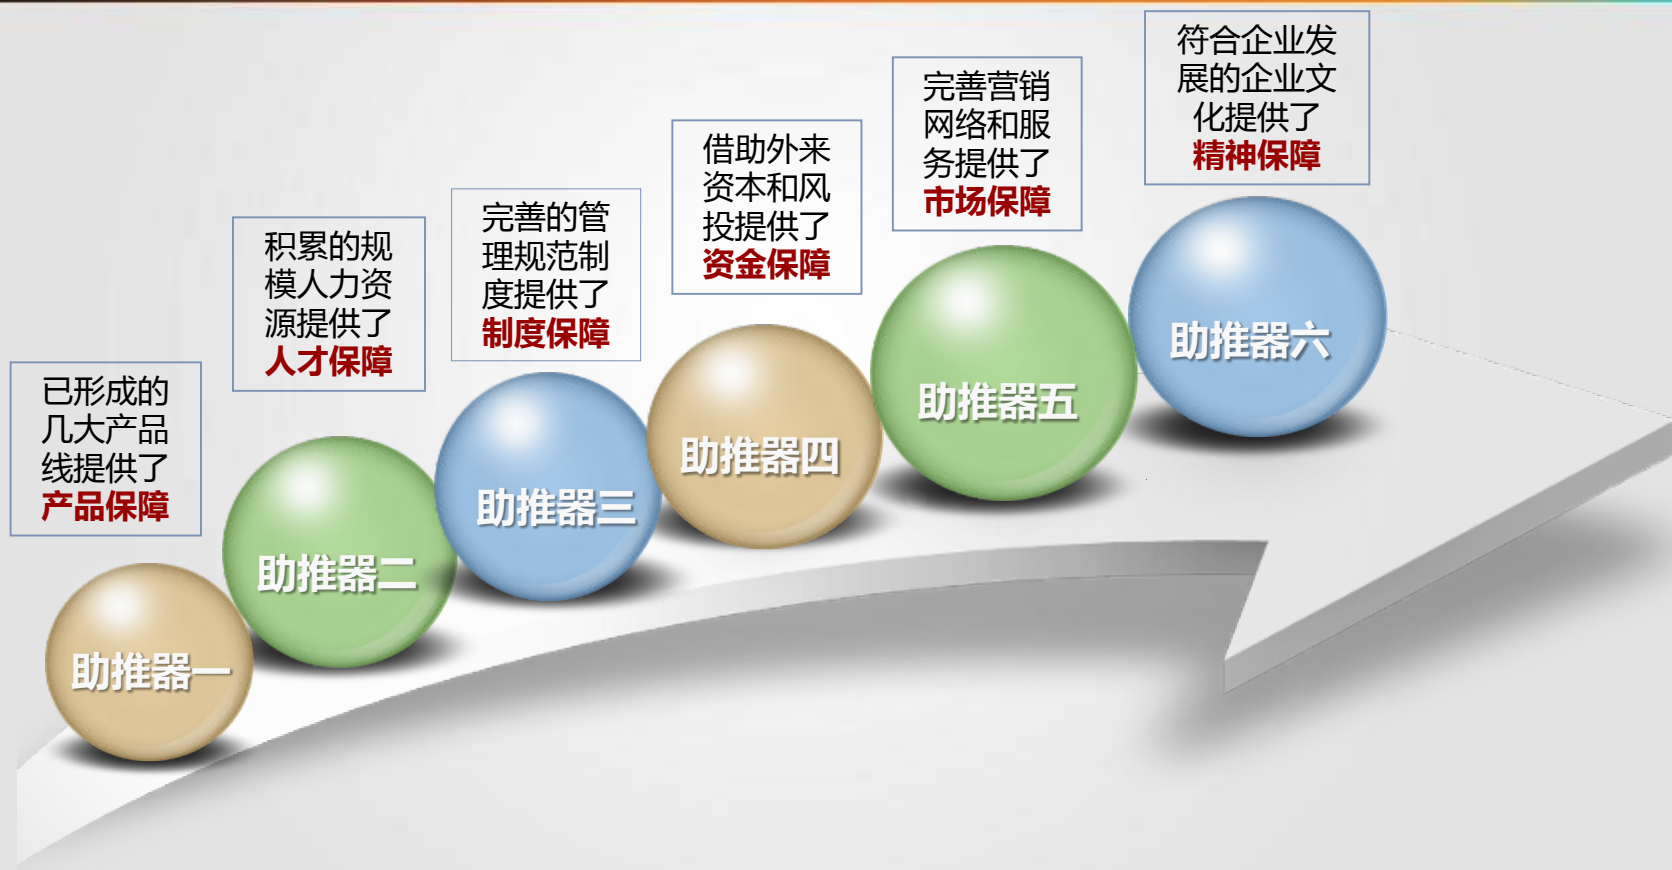 已形成的
几大产品
线提供了
产品保障
助推器一
积累的规
模人力资
源提供了
人才保障
助推器二
完善的管
理规范制
度提供了
制度保障
助推器三
借助外来
资本和风
投提供了
资金保障
助推器四
完善营销
网络和服
务提供了
市场保障
助推器五
符合企业发
展的企业文
化提供了
精神保障
助推器六